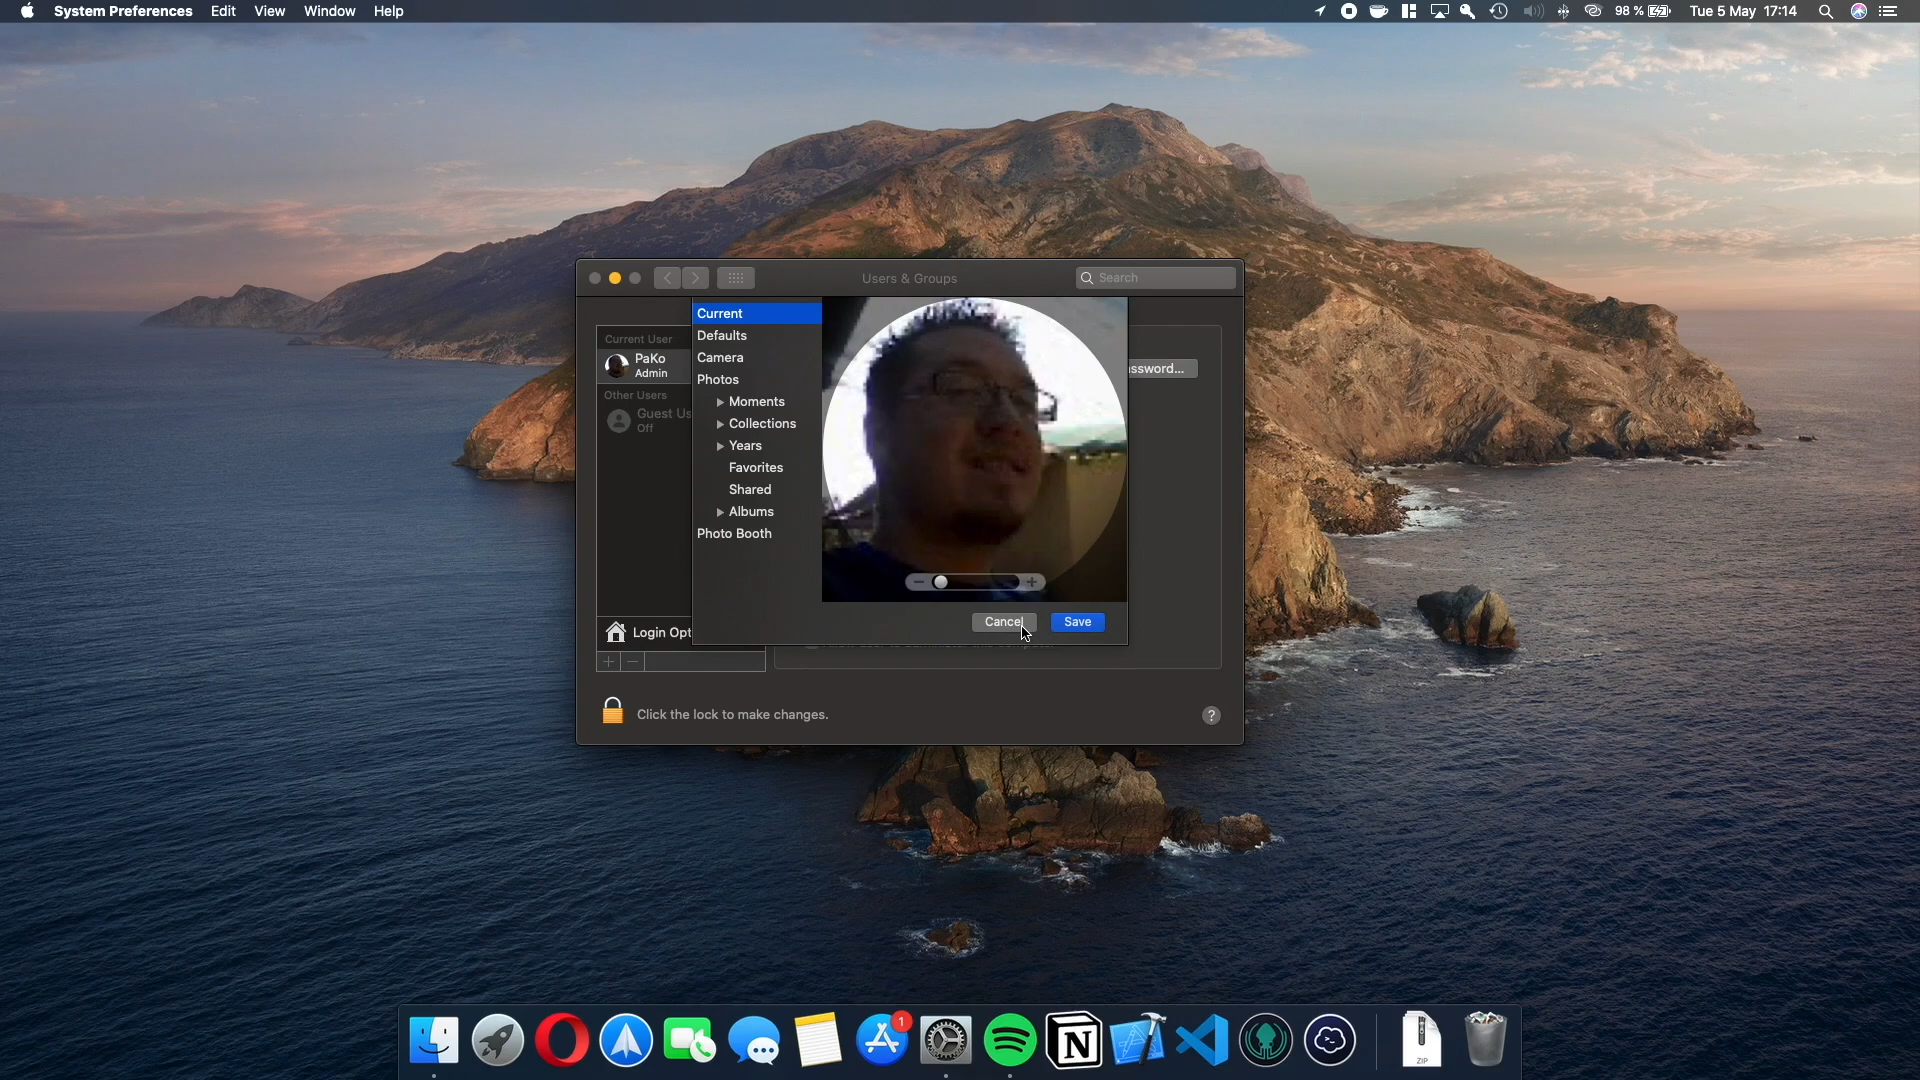 System Preferences Edit View Window Help
98 % Tue 5 May 17:14
Users & Groups
Search
Current User
PaKo
Admin
Other Users
Guest Us
Off
Login Opt
Current
Defaults
Camera
Photos
Moments
Collections
Years
Favorites
Shared
Albums
Photo Booth
ssword...
Cancel
Save
Click the lock to make changes.
?
1
N
ZIP